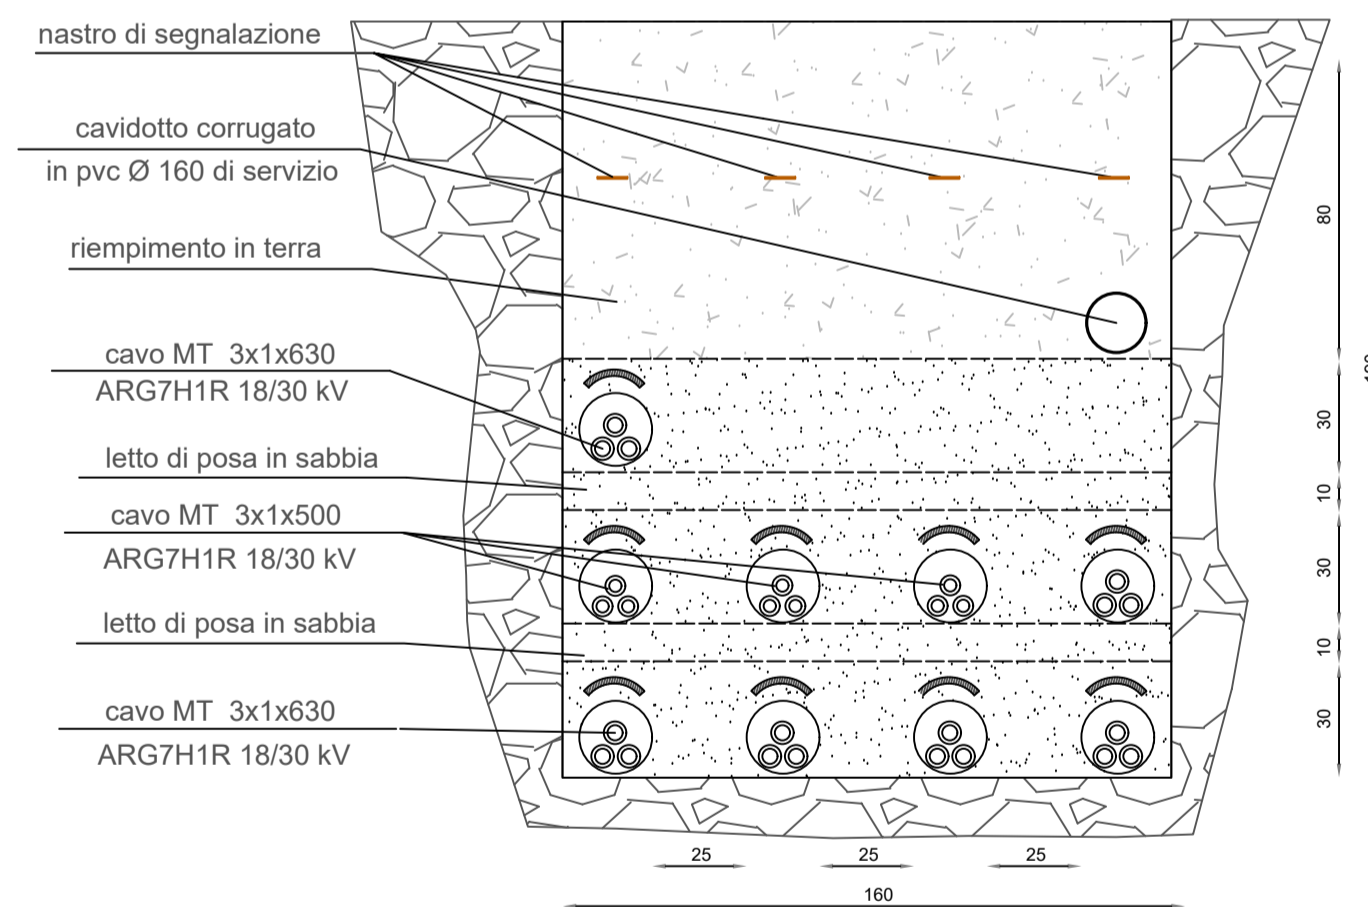 nastro di segnalazione
cavidotto corrugato
in pvc Ø 160 di servizio
riempimento in terra
cavo MT 3x1x630
ARG7H1R 18/30 kV
letto di posa in sabbia
cavo MT 3x1x500
ARG7H1R 18/30 kV
letto di posa in sabbia
cavo MT 3x1x630
ARG7H1R 18/30 kV
80
30
10
30
10
30
25 25 25
160